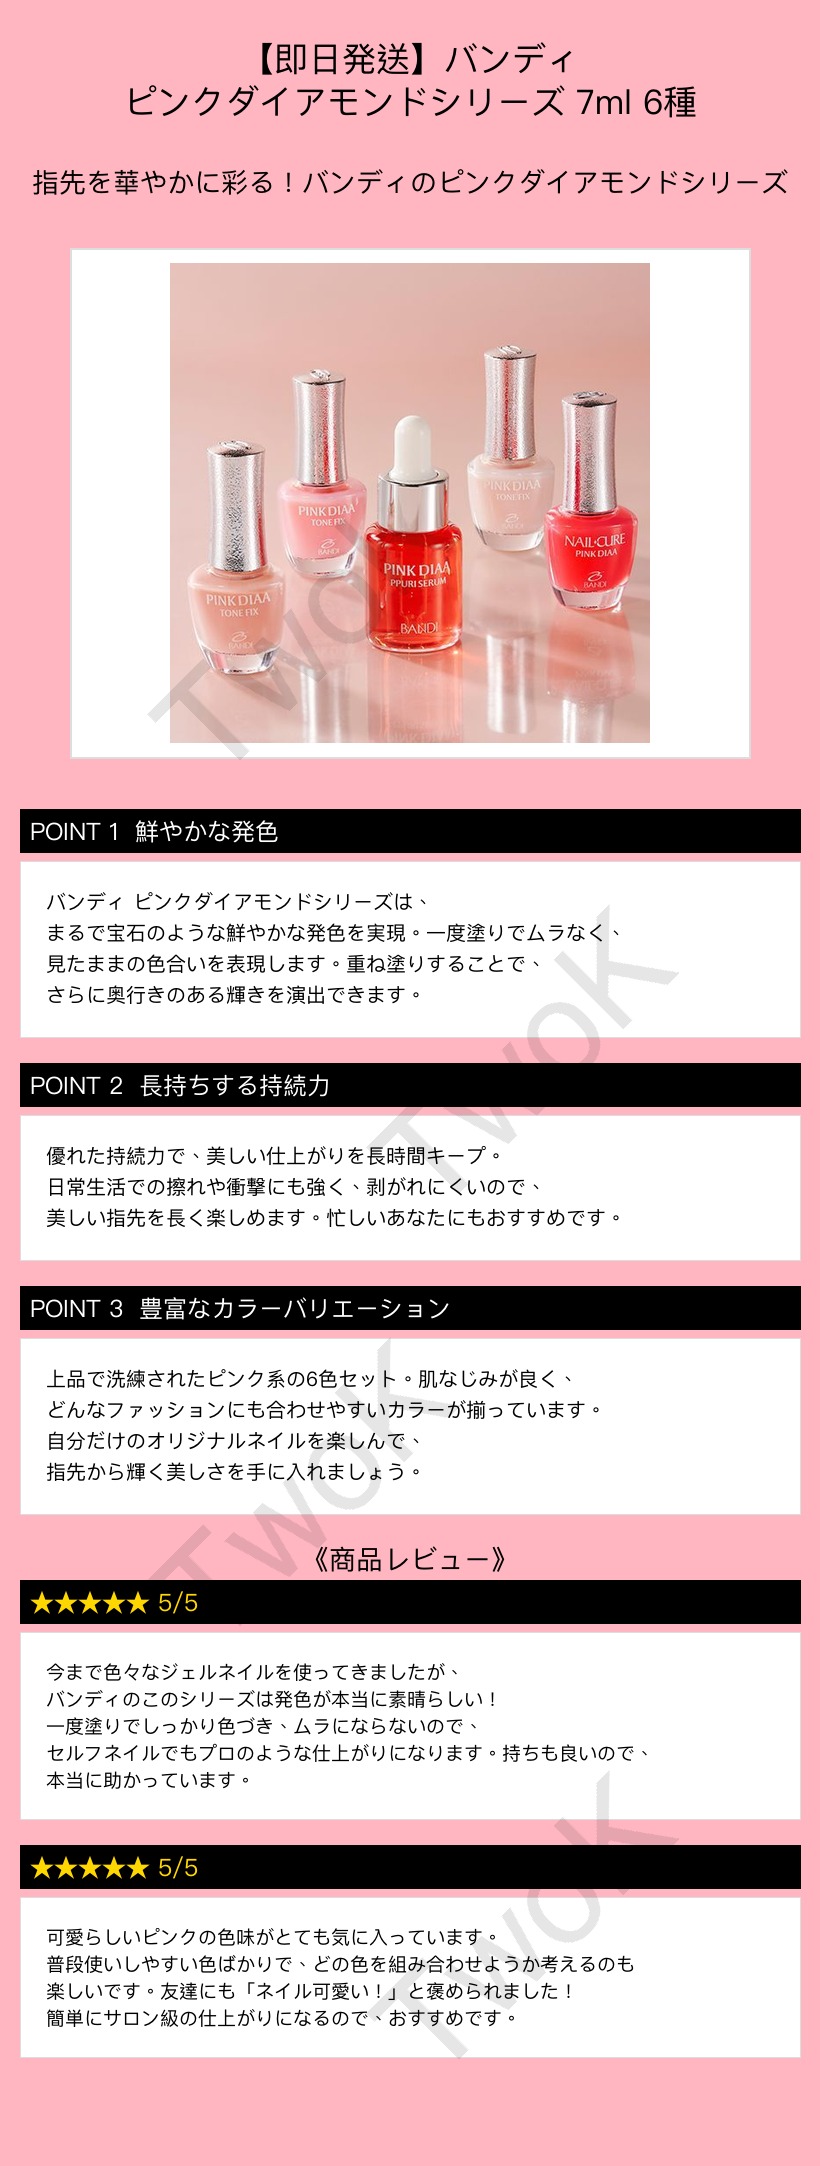 【即日発送】バンディ
ピンクダイアモンドシリーズ 7ml 6種
指先を華やかに彩る！バンディのピンクダイアモンドシリーズ
PINK DIAA
TONE FIX
BANDI
PINK DIAA
TONE FIX
BANDI
PINK DIAA
PPURI SERUM
BANDI
PINK DIAA
TONE FIX
BANDI
NAIL·CURE
PINK DIAA
BANDI
TwoK
POINT 1 鮮やかな発色
バンディ ピンクダイアモンドシリーズは、
まるで宝石のような鮮やかな発色を実現。一度塗りでムラなく、
見たままの色合いを表現します。重ね塗りすることで、
さらに奥行きのある輝きを演出できます。
TwoK
POINT 2 長持ちする持続力
優れた持続力で、美しい仕上がりを長時間キープ。
日常生活での擦れや衝撃にも強く、剥がれにくいので、
美しい指先を長く楽しめます。忙しいあなたにもおすすめです。
POINT 3 豊富なカラーバリエーション
上品で洗練されたピンク系の6色セット。肌なじみが良く、
どんなファッションにも合わせやすいカラーが揃っています。
自分だけのオリジナルネイルを楽しんで、
指先から輝く美しさを手に入れましょう。
TwoK
《商品レビュー》
★★★★★ 5/5
今まで色々なジェルネイルを使ってきましたが、
バンディのこのシリーズは発色が本当に素晴らしい！
一度塗りでしっかり色づき、ムラにならないので、
セルフネイルでもプロのような仕上がりになります。持ちも良いので、
本当に助かっています。
★★★★★ 5/5
可愛らしいピンクの色味がとても気に入っています。
普段使いしやすい色ばかりで、どの色を組み合わせようか考えるのも
楽しいです。友達にも「ネイル可愛い！」と褒められました！
簡単にサロン級の仕上がりになるので、おすすめです。
TwoK